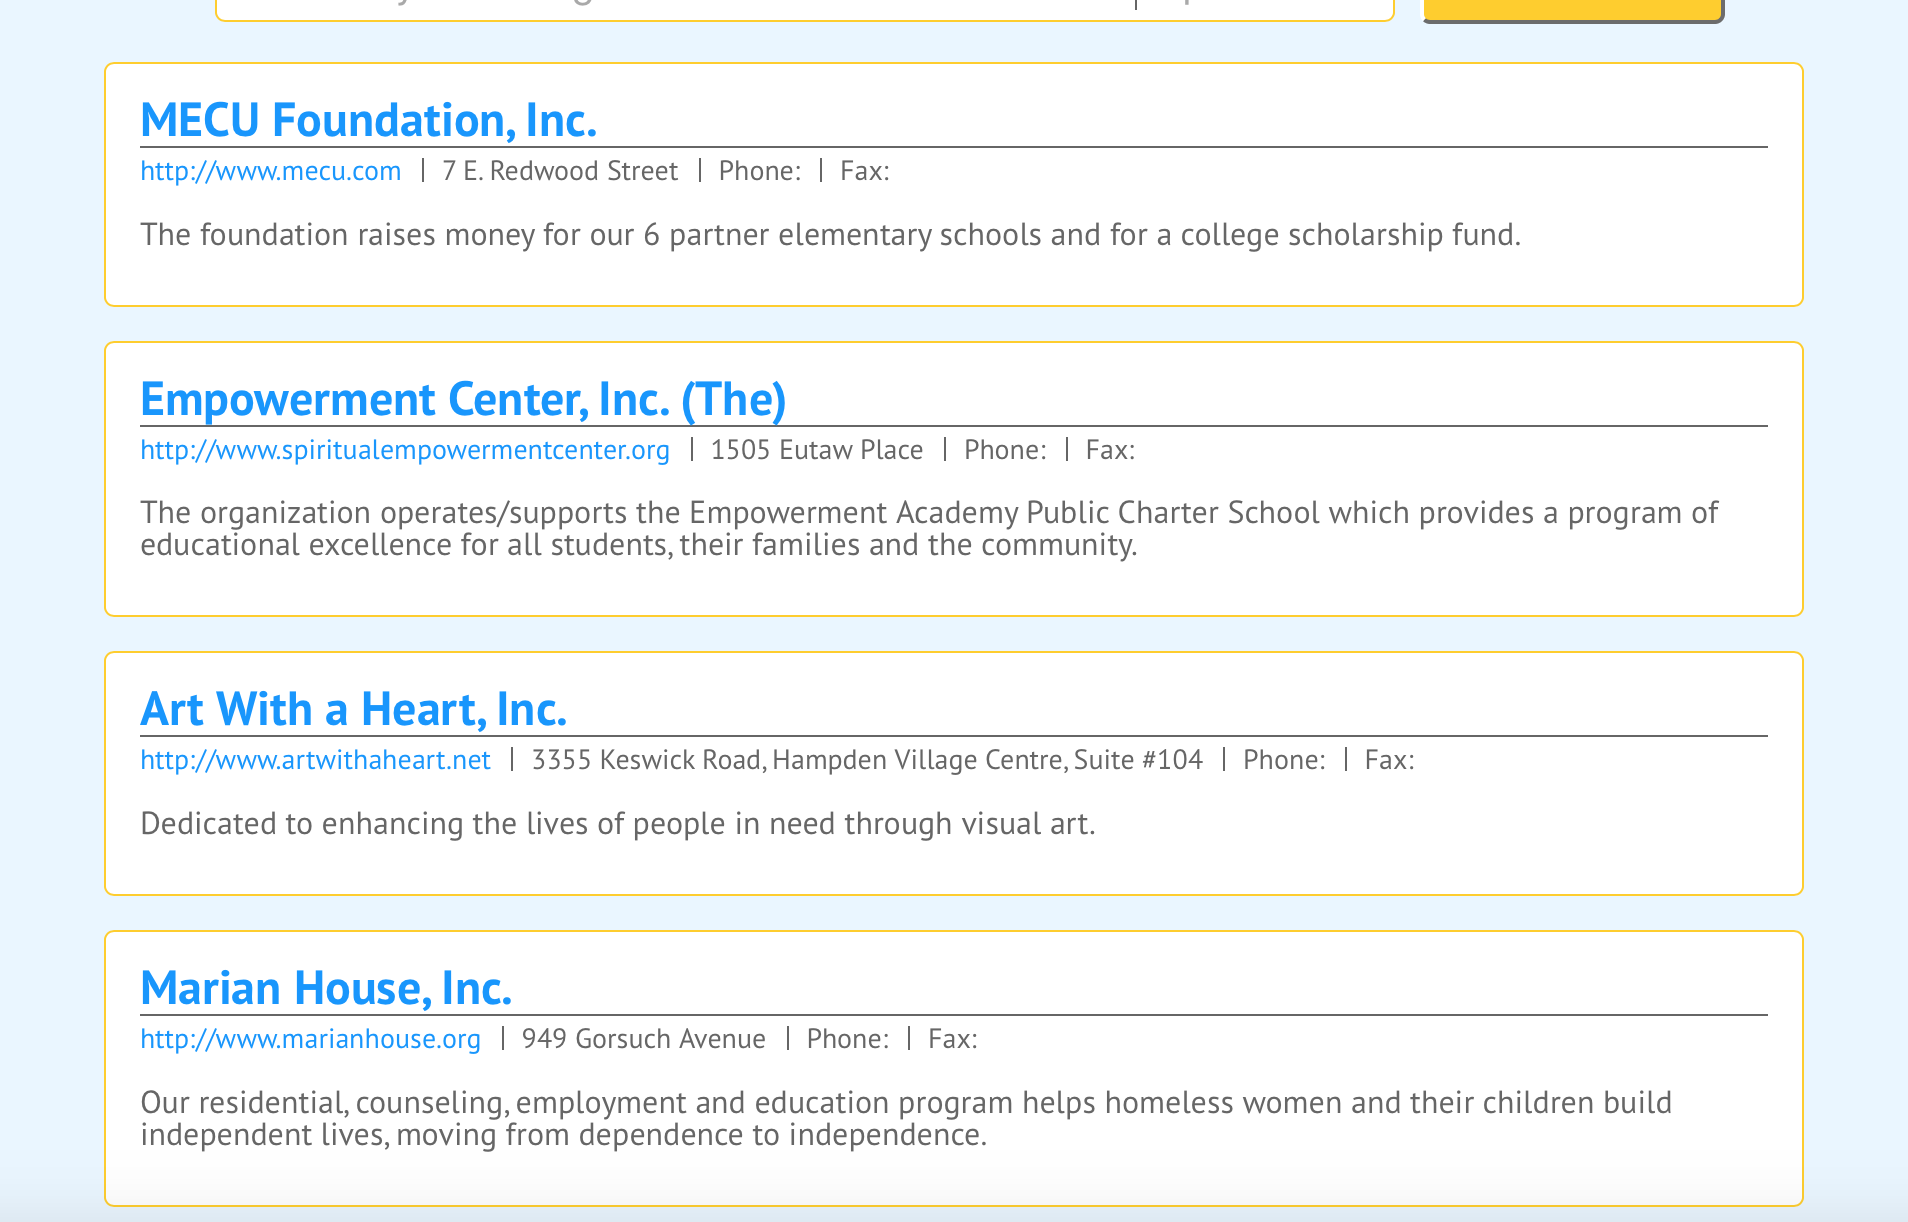 MECU Foundation, Inc.
http://www.mecu.com | 7 E. Redwood Street | Phone: | Fax:
The foundation raises money for our 6 partner elementary schools and for a college scholarship fund.
Empowerment Center, Inc. (The)
http://www.spiritualempowermentcenter.org | 1505 Eutaw Place | Phone: | Fax:
The organization operates/supports the Empowerment Academy Public Charter School which provides a program of
educational excellence for all students, their families and the community.
Art With a Heart, Inc.
http://www.artwithaheart.net | 3355 Keswick Road, Hampden Village Centre, Suite #104 | Phone: | Fax:
Dedicated to enhancing the lives of people in need through visual art.
Marian House, Inc.
http://www.marianhouse.org | 949 Gorsuch Avenue | Phone: | Fax:
Our residential, counseling, employment and education program helps homeless women and their children build
independent lives, moving from dependence to independence.